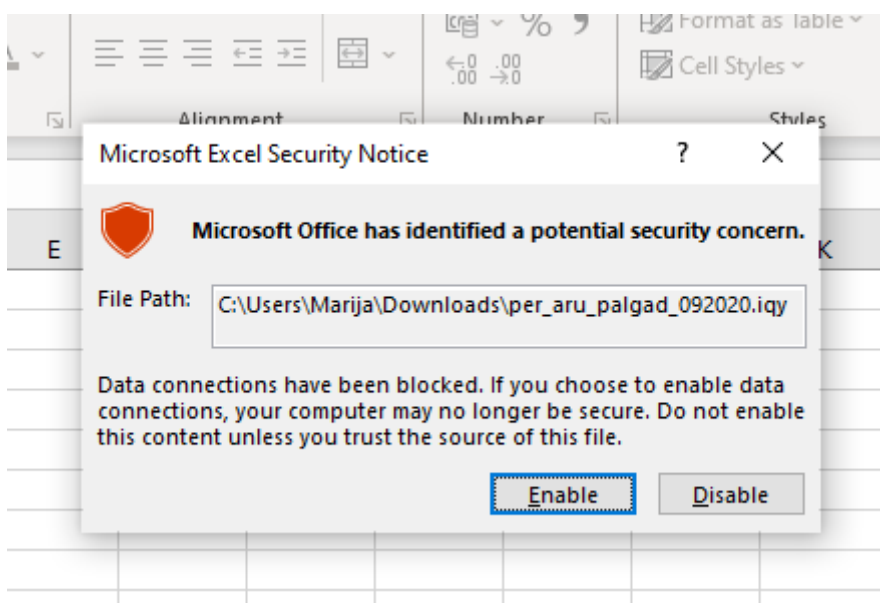 Format as Table
Cell Styles
Alignment
Number
Styles
Microsoft Excel Security Notice ? X
E
K
Microsoft Office has identified a potential security concern.
File Path:
C:\Users\Marija\Downloads\per_aru_palgad_092020.iqy
Data connections have been blocked. If you choose to enable data
connections, your computer may no longer be secure. Do not enable
this content unless you trust the source of this file.
Enable
Disable